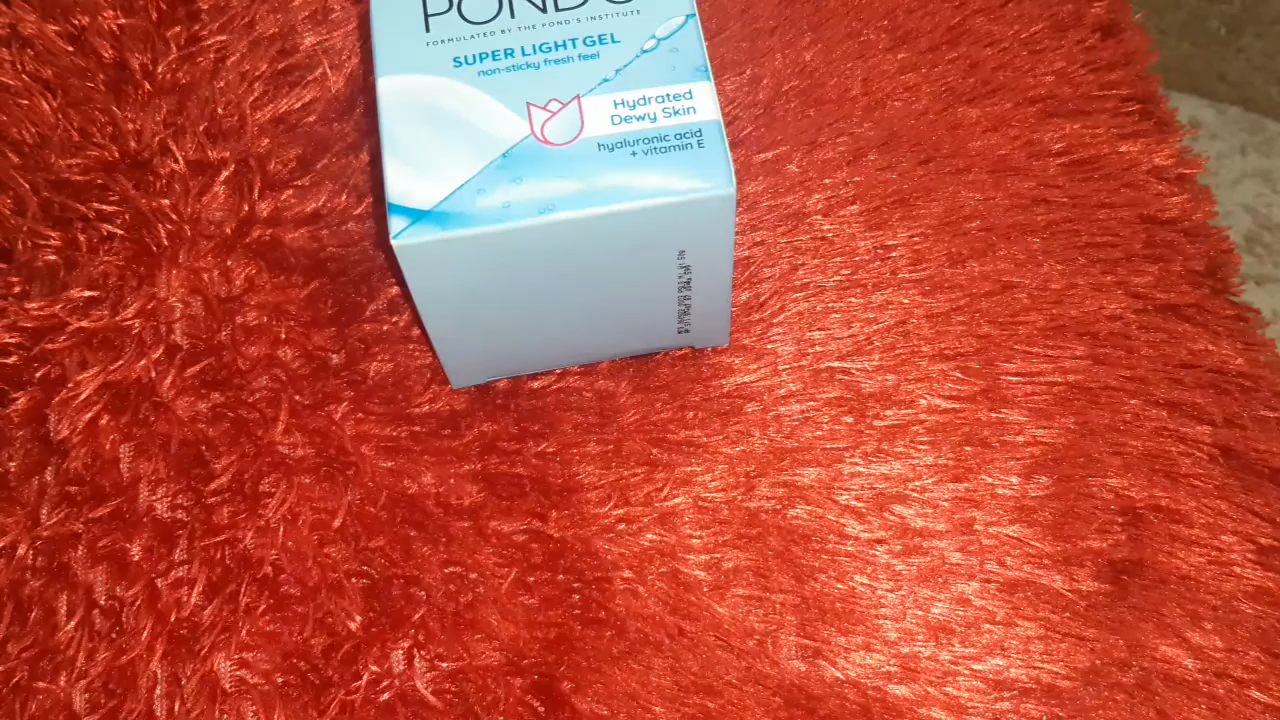 POND'S
FORMULATED BY THE POND'S INSTITUTE
SUPER LIGHT GEL
non-sticky fresh feel
Hydrated
Dewy Skin
hyaluronic acid
+ vitamin E